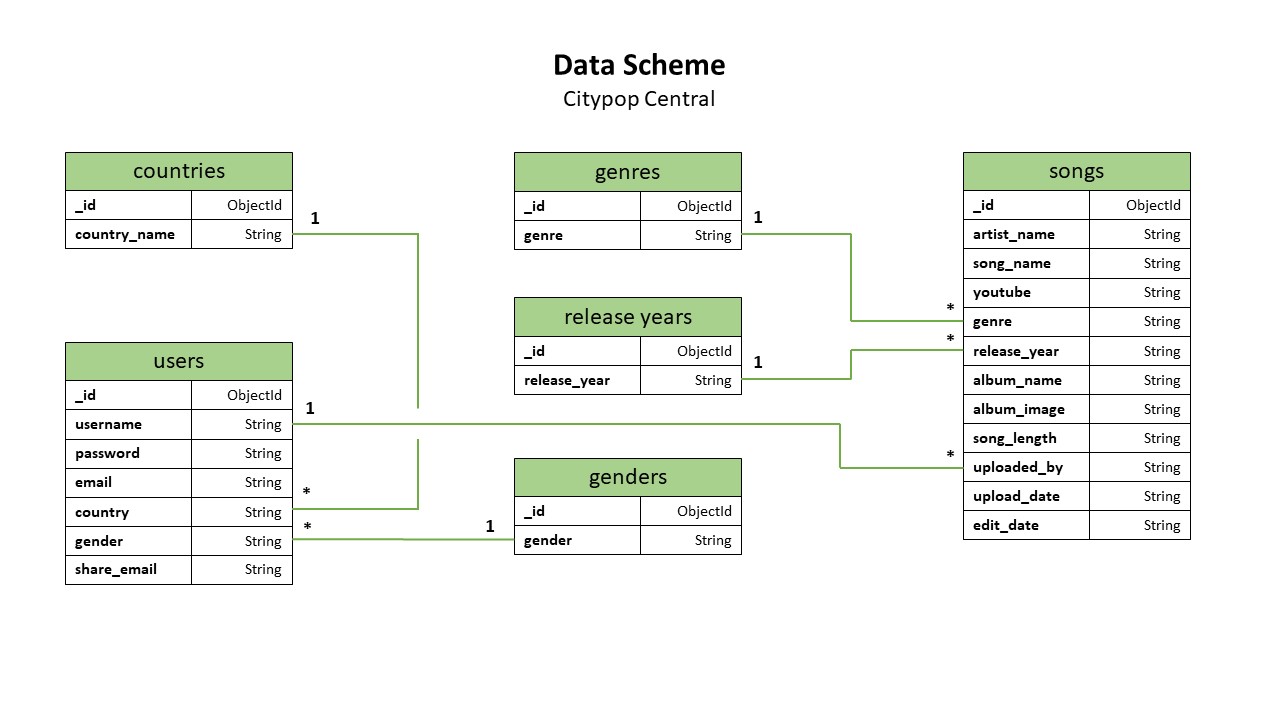 Data Scheme
Citypop Central
countries
_id ObjectId
country_name String
1
users
_id ObjectId
username String
password String
email String
country String
gender String
share_email String
1
*
*
genres
_id ObjectId
genre String
1
release years
_id ObjectId
release_year String
1
genders
_id ObjectId
gender String
1
songs
_id ObjectId
artist_name String
song_name String
youtube String
genre String
release_year String
album_name String
album_image String
song_length String
uploaded_by String
upload_date String
edit_date String
*
*
*